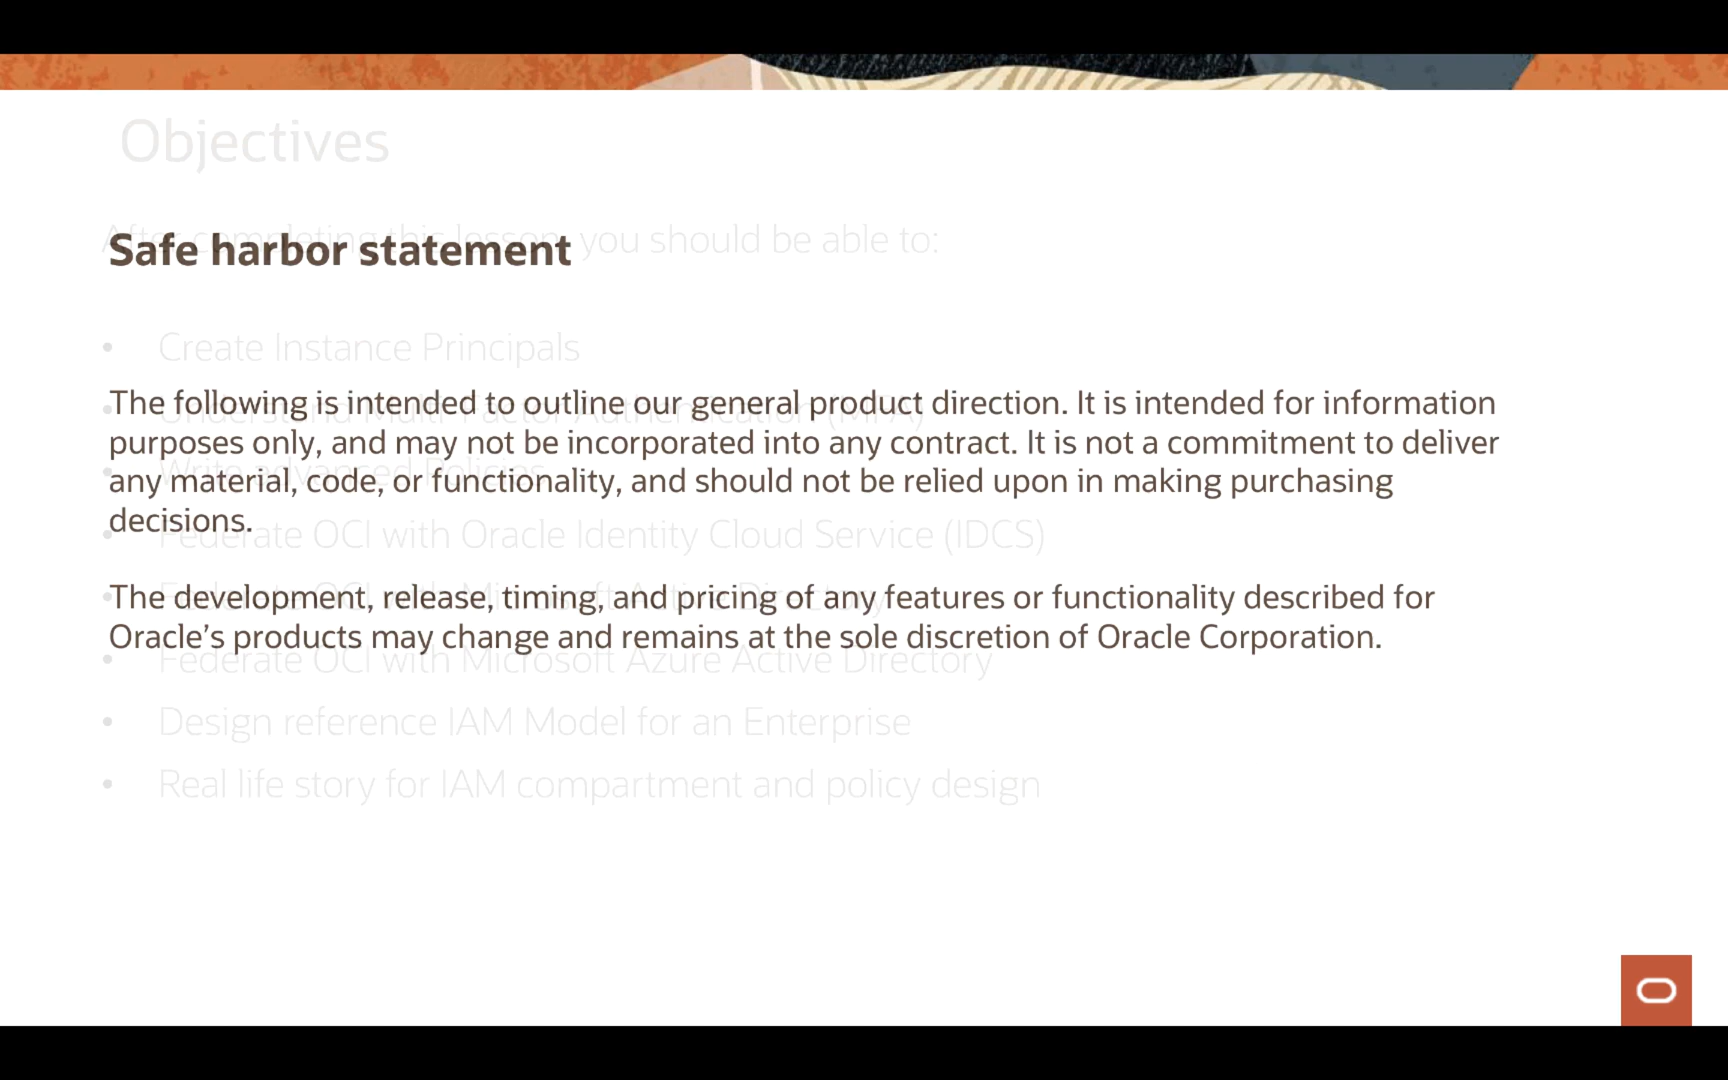 Objectives
After completing this lesson, you should be able to:
Safe harbor statement
• Create Instance Principals
The following is intended to outline our general product direction. It is intended for information
• Understand Multi-Factor Authentication (MFA)
purposes only, and may not be incorporated into any contract. It is not a commitment to deliver
• Write advanced Policies
any material, code, or functionality, and should not be relied upon in making purchasing
decisions.
• Federate OCI with Oracle Identity Cloud Service (IDCS)
• Federate OCI with Microsoft Active Directory
The development, release, timing, and pricing of any features or functionality described for
Oracle’s products may change and remains at the sole discretion of Oracle Corporation.
• Federate OCI with Microsoft Azure Active Directory
• Design reference IAM Model for an Enterprise
• Real life story for IAM compartment and policy design